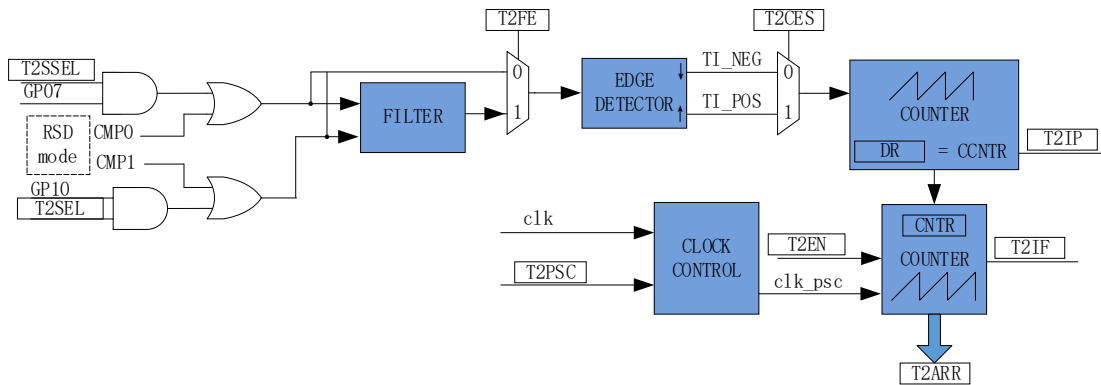 T2FE
T2CES
T2SSEL
GP07
RSD
mode
CMP0
CMP1
GP10
T2SEL
FILTER
0
1
EDGE
DETECTOR
TI_NEG
TI_POS
0
1
COUNTER
DR = CCNTR
T2IP
clk
T2PSC
CLOCK
CONTROL
T2EN
clk_psc
CNTR
COUNTER
T2IF
T2ARR